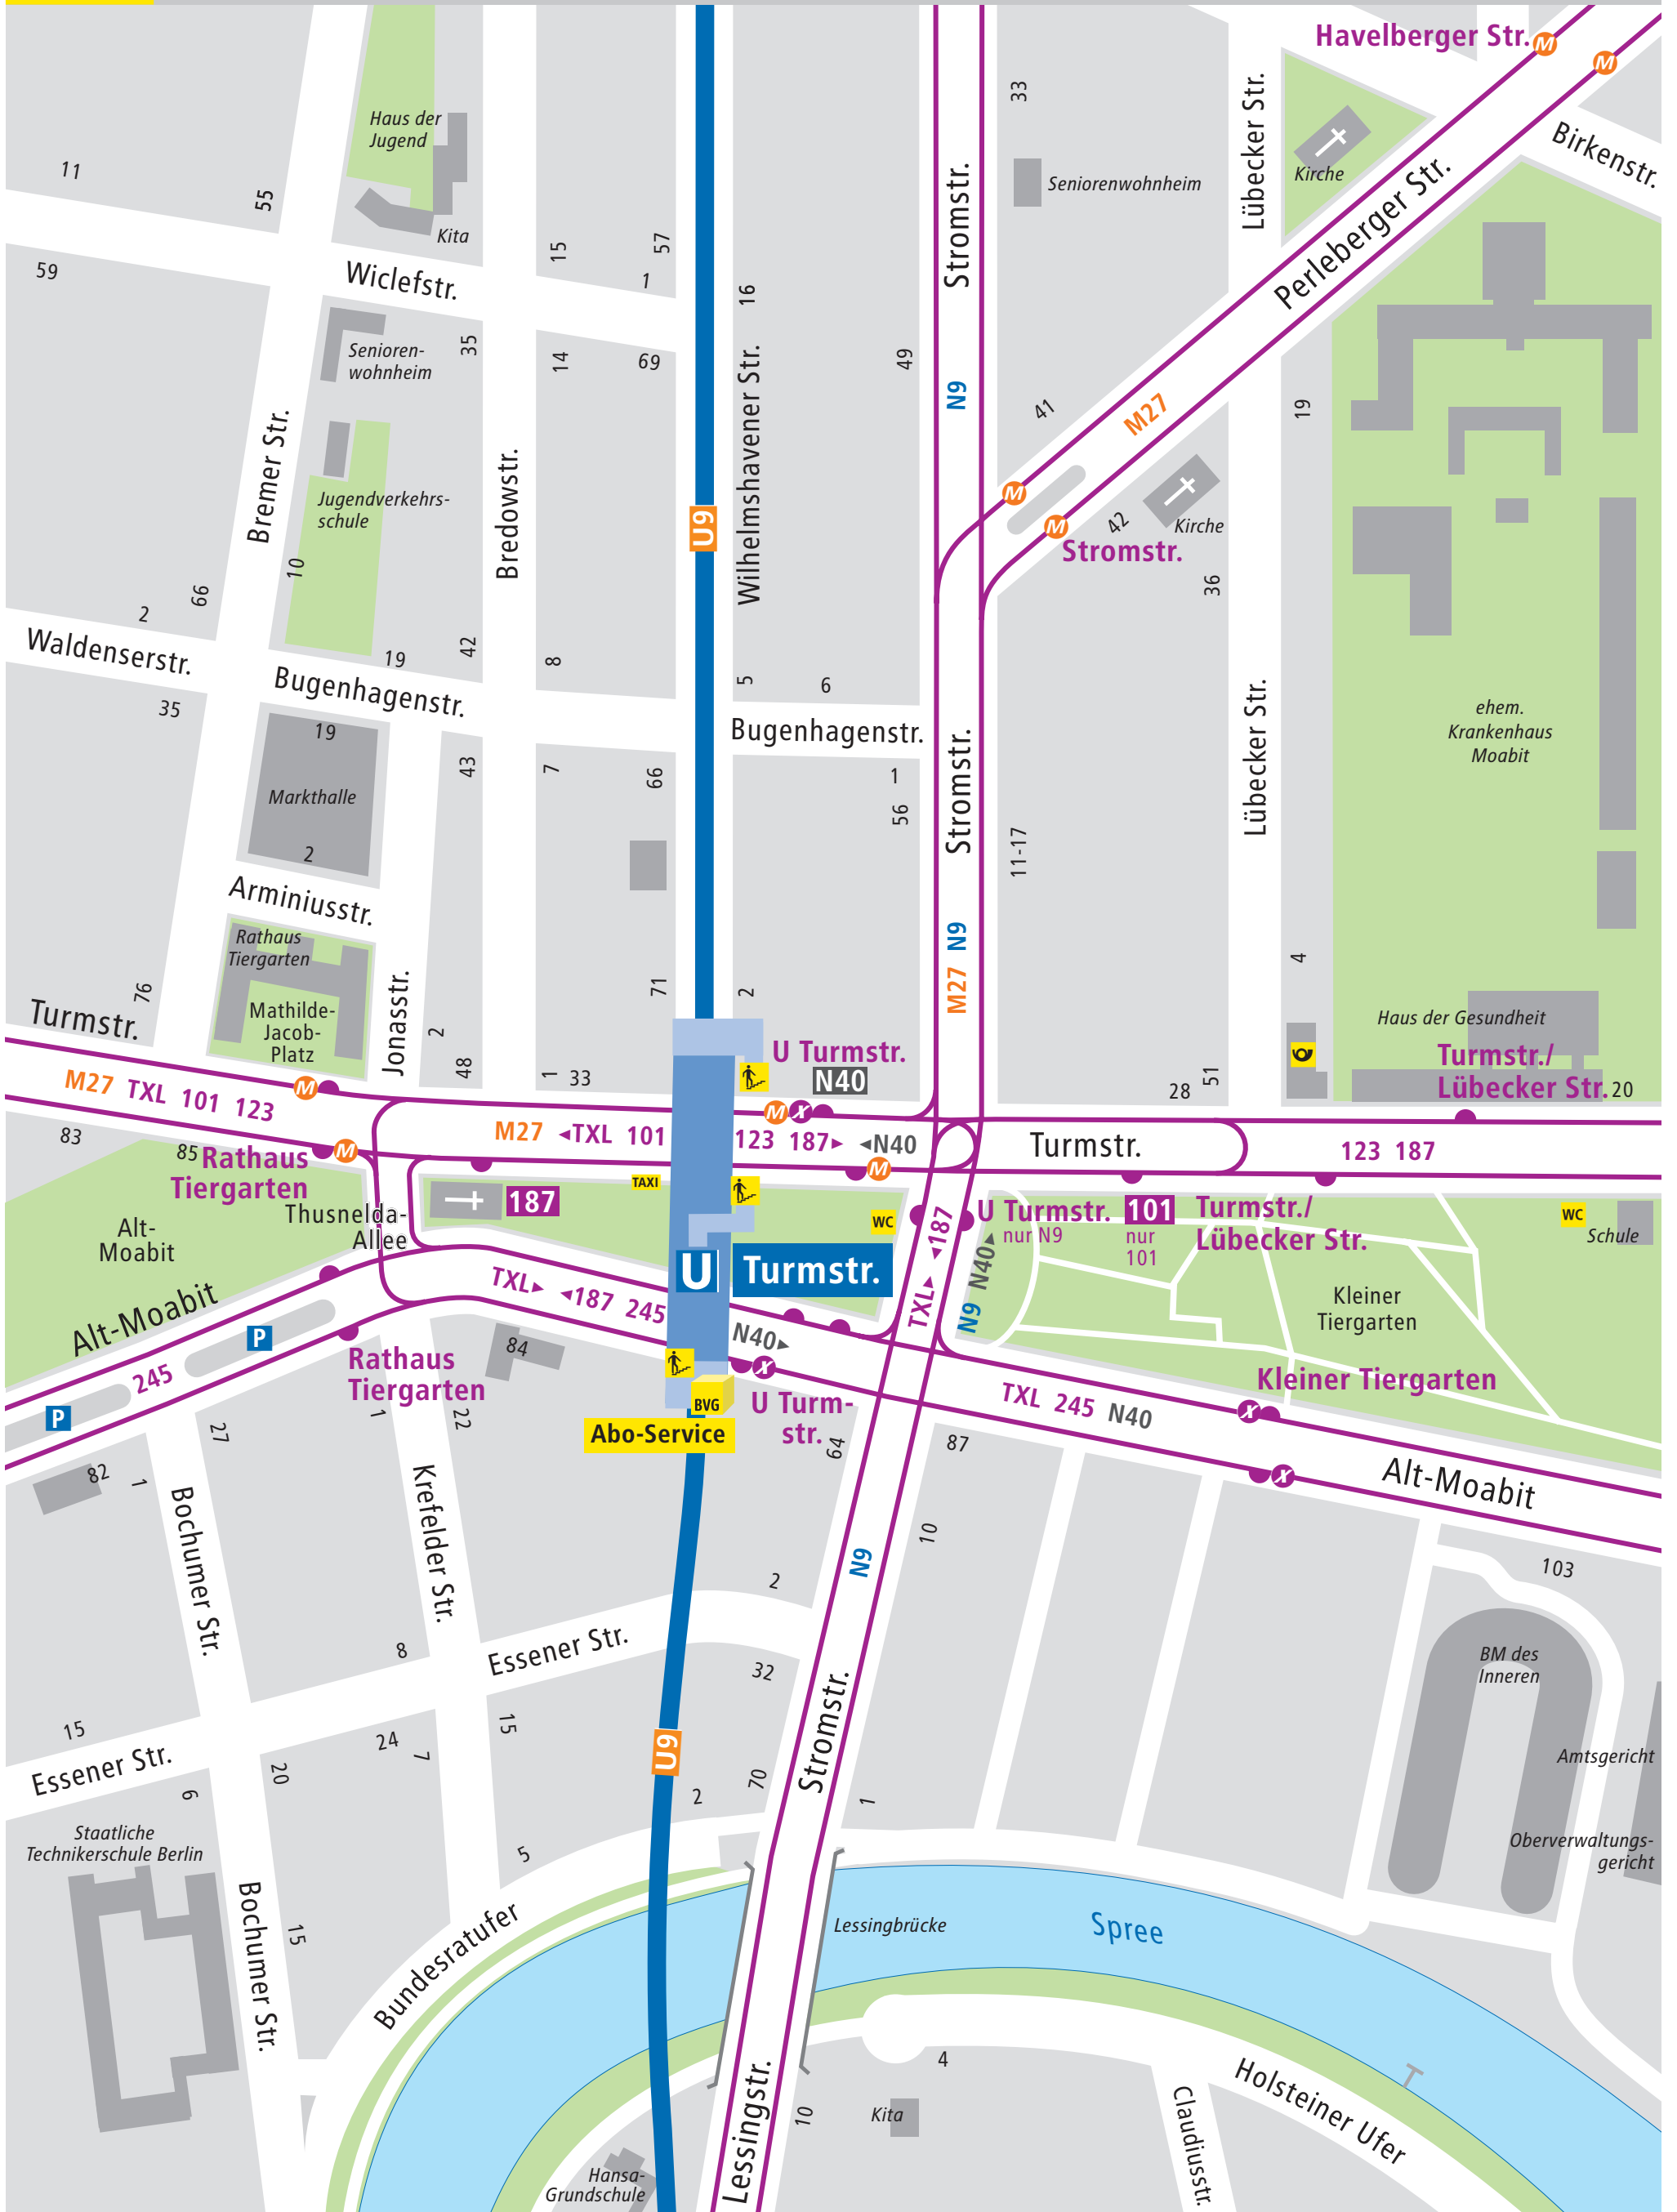 Havelberger Str.
M
M
33
Lübecker Str.
Haus der
Jugend
Kirche
Birkenstr.
11
55
Stromstr.
Seniorenwohnheim
Perleberger Str.
Kita
15
57
1
59
Wiclefstr.
16
Senioren-
wohnheim
35
14
69
49
N9
41
M27
19
Bremer Str.
Wilhelmshavener Str.
Jugendverkehrs-
schule
Bredowstr.
U9
M
M
42
Kirche
Stromstr.
10
66
2
36
Waldenserstr.
19
42
8
5
6
Bugenhagenstr.
Bugenhagenstr.
35
19
43
7
66
1
56
Stromstr.
Lübecker Str.
ehem.
Krankenhaus
Moabit
Markthalle
2
11-17
Arminiusstr.
Rathaus
Tiergarten
M27 N9
4
76
71
2
Turmstr.
Mathilde-
Jacob-
Platz
Jonasstr.
2
48
1
33
U Turmstr.
N40
28
51
Haus der Gesundheit
Turmstr./
Lübecker Str.
20
M27 TXL 101 123
M
M X
83
85
M
Rathaus
Tiergarten
M27 ◄TXL 101
123 187► ◄N40
M
Turmstr.
123 187
TAXI
187
WC
Alt-
Moabit
Thusnelda-
Allee
U Turmstr.
nur N9
101
nur
101
Turmstr./
Lübecker Str.
WC
Schule
U Turmstr.
TXL► ◄187
N9 N40►
Kleiner
Tiergarten
TXL► ◄187 245
N40►
Alt-Moabit
P
84
Rathaus
Tiergarten
245
P
X
BVG
Abo-Service
U Turm-
str.
TXL 245 N40
Kleiner Tiergarten
X
X
27
1
22
64
87
Alt-Moabit
82
1
Bochumer Str.
Krefelder Str.
10
N9
103
2
8
Essener Str.
32
BM des
Inneren
15
24
7
15
Stromstr.
Essener Str.
20
U9
70
2
1
Amtsgericht
6
Staatliche
Technikerschule Berlin
5
Oberverwaltungs-
gericht
Bochumer Str.
15
Bundesratufer
Lessingbrücke
Spree
4
Lessingstr.
10
Kita
Claudiusstr.
Holsteiner Ufer
Hansa-
Grundschule